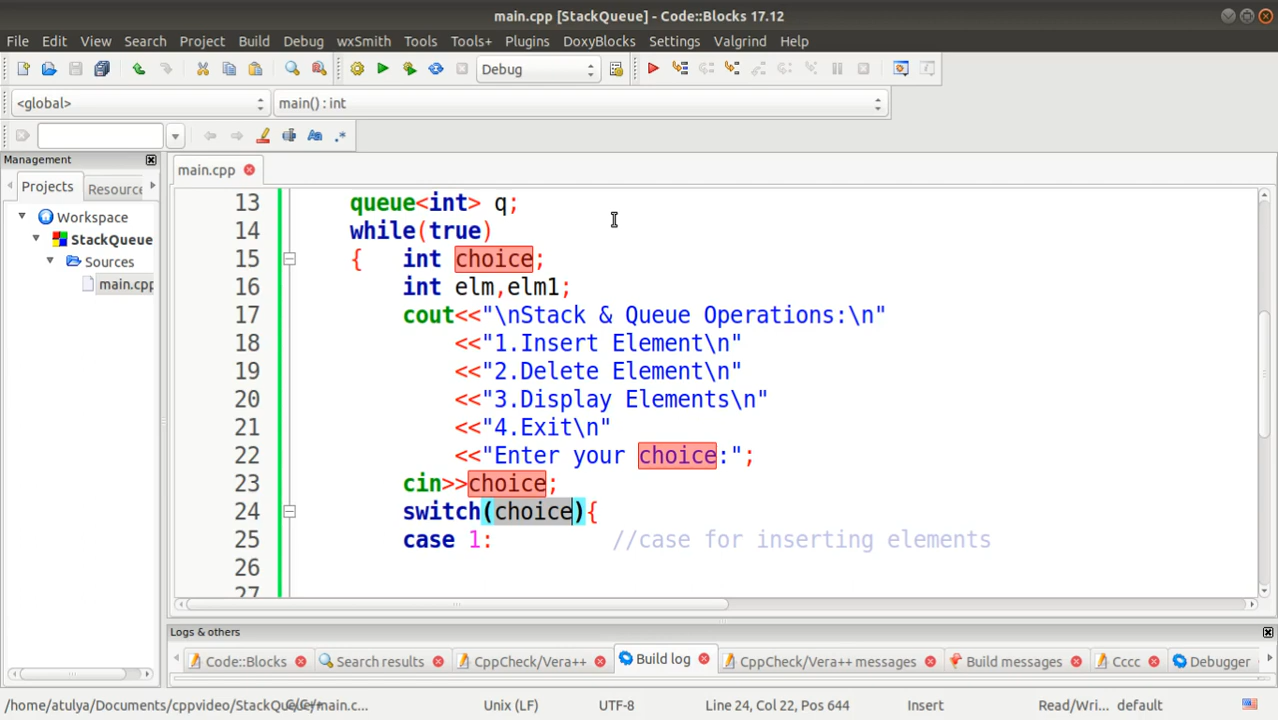 main.cpp [StackQueue] - Code::Blocks 17.12
File Edit View Search Project Build Debug wxSmith Tools Tools+ Plugins DoxyBlocks Settings Valgrind Help
Debug
<global> main() : int
Management
main.cpp
Projects Resource
Workspace
StackQueue
Sources
main.cpp
13 queue<int> q;
14 while(true)
15 { int choice;
16 int elm,elm1;
17 cout<<"\nStack & Queue Operations:\n"
18 <<"1.Insert Element\n"
19 <<"2.Delete Element\n"
20 <<"3.Display Elements\n"
21 <<"4.Exit\n"
22 <<"Enter your choice:";
23 cin>>choice;
24 switch(choice){
25 case 1: //case for inserting elements
26
27
Logs & others
Code::Blocks Search results CppCheck/Vera++ Build log CppCheck/Vera++ messages Build messages Cccc Debugger
Unix (LF) UTF-8 Line 24, Col 22, Pos 644 Insert Read/Wri... default